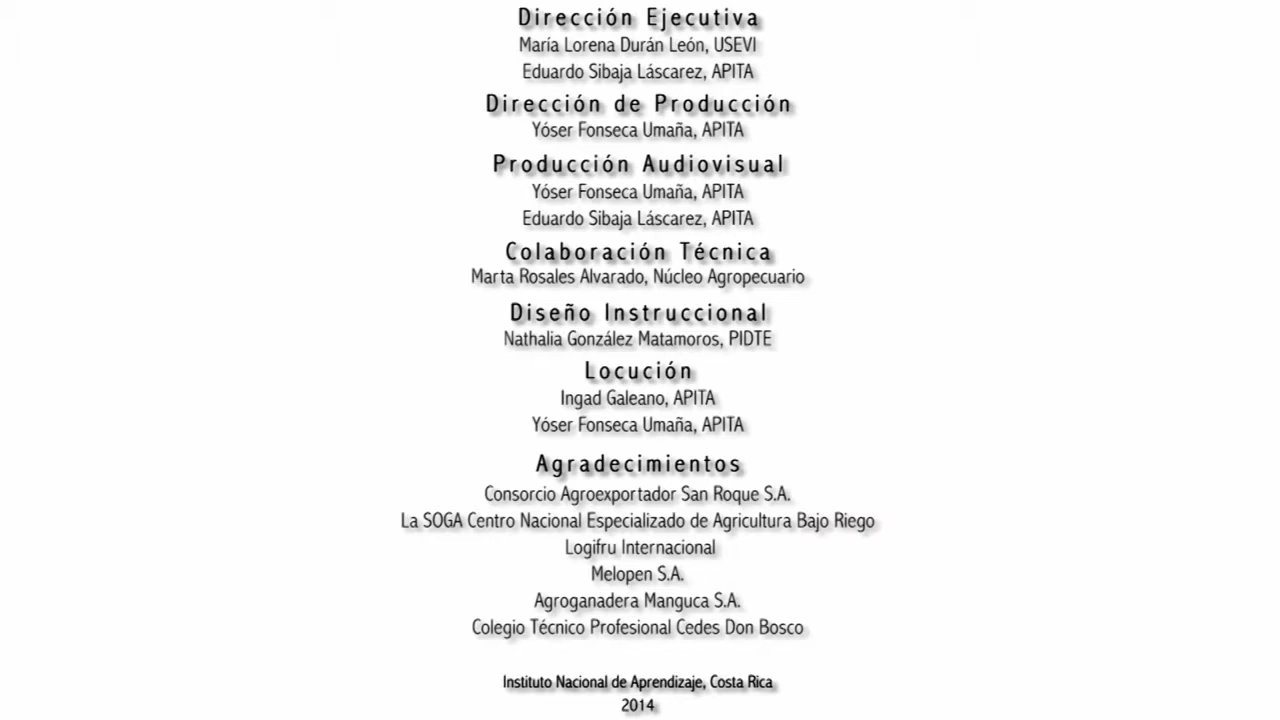 Dirección Ejecutiva
María Lorena Durán León, USEVI
Eduardo Sibaja Láscarez, APITA
Dirección de Producción
Yóser Fonseca Umaña, APITA
Producción Audiovisual
Yóser Fonseca Umaña, APITA
Eduardo Sibaja Láscarez, APITA
Colaboración Técnica
Marta Rosales Alvarado, Núcleo Agropecuario
Diseño Instruccional
Nathalia González Matamoros, PIDTE
Locución
Ingad Galeano, APITA
Yóser Fonseca Umaña, APITA
Agradecimientos
Consorcio Agroexportador San Roque S.A.
La SOGA Centro Nacional Especializado de Agricultura Bajo Riego
Logifru Internacional
Melopen S.A.
Agroganadera Manguca S.A.
Colegio Técnico Profesional Cedes Don Bosco
Instituto Nacional de Aprendizaje, Costa Rica
2014